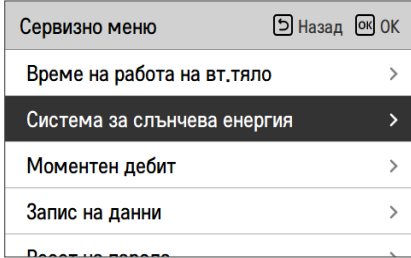 Сервизно меню Назад OK OK
Време на работа на вт.тяло
Система за слънчева енергия
Моментен дебит
Запис на данни